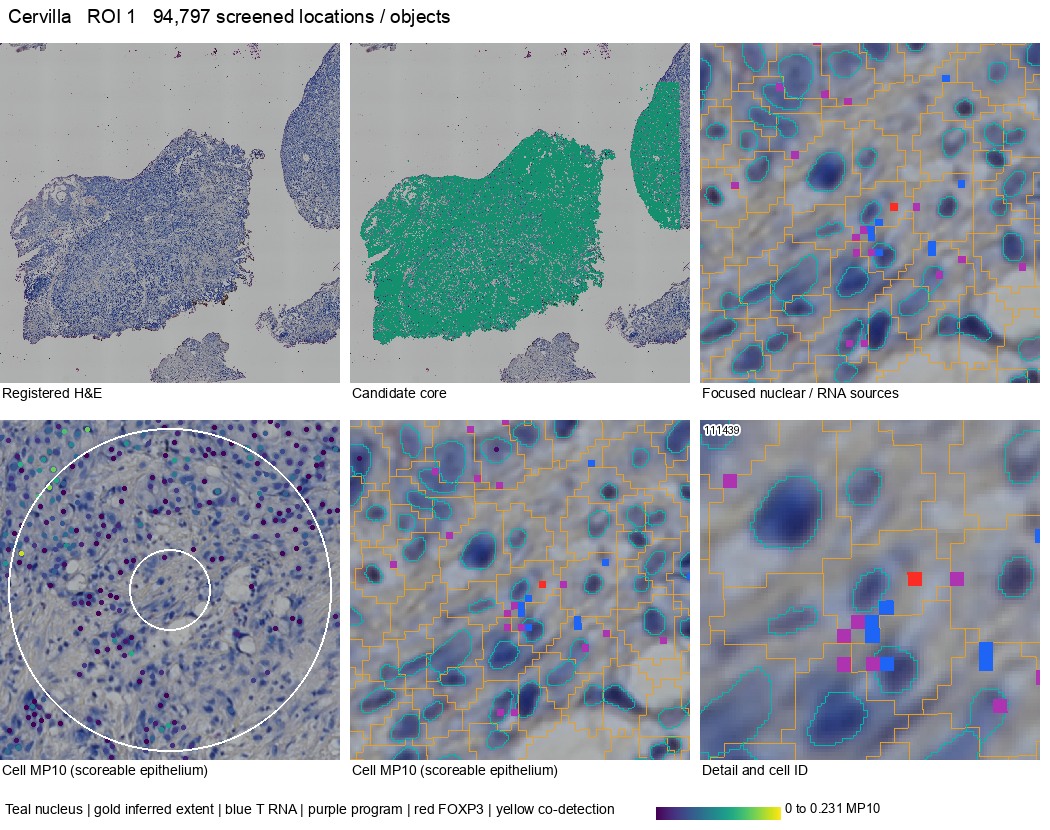 Cervilla ROI 1 94,797 screened locations / objects
Registered H&E
Candidate core
Focused nuclear / RNA sources
111439
Cell MP10 (scoreable epithelium)
Cell MP10 (scoreable epithelium)
Detail and cell ID
Teal nucleus | gold inferred extent | blue T RNA | purple program | red FOXP3 | yellow co-detection
0 to 0.231 MP10